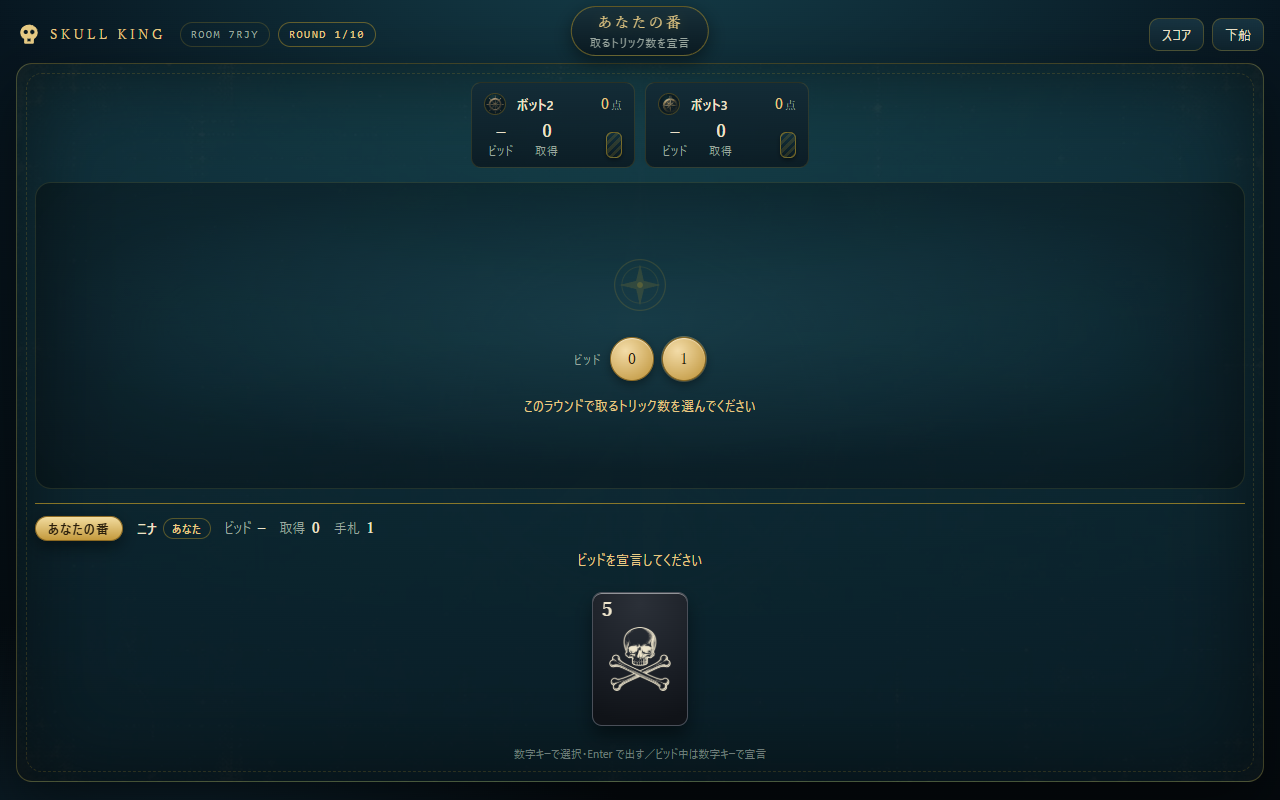 SKULL KING
ROOM 7RJY
ROUND 1/10
あなたの番
取るトリック数を宣言
スコア
下船
ボット2
0点
– 0
ビッド 取得
ボット3
0点
– 0
ビッド 取得
ビッド 0 1
このラウンドで取るトリック数を選んでください
あなたの番 ニナ あなた ビッド – 取得 0 手札 1
ビッドを宣言してください
5
数字キーで選択・Enter で出す／ビッド中は数字キーで宣言